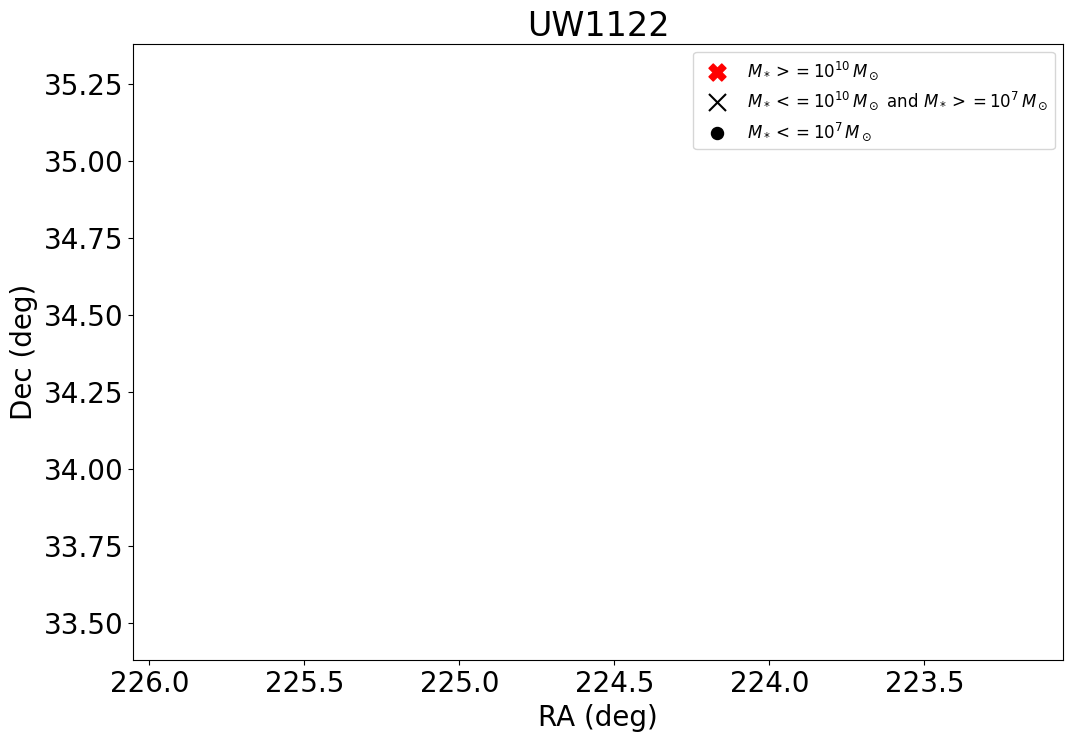 UW1122
M* >= 10^10 M⊙
M* <= 10^10 M⊙ and M* >= 10^7 M⊙
M* <= 10^7 M⊙
35.25
35.00
34.75
34.50
34.25
34.00
33.75
33.50
Dec (deg)
226.0 225.5 225.0 224.5 224.0 223.5
RA (deg)